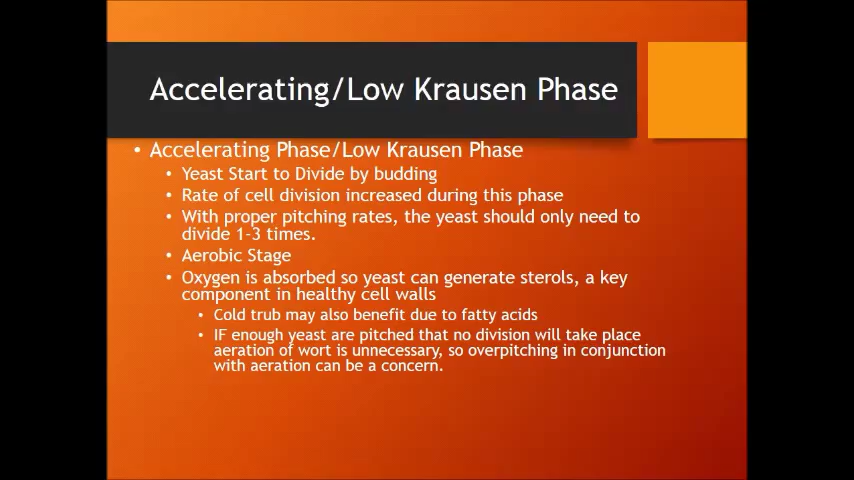 Accelerating/Low Krausen Phase
• Accelerating Phase/Low Krausen Phase
• Yeast Start to Divide by budding
• Rate of cell division increased during this phase
• With proper pitching rates, the yeast should only need to
divide 1-3 times.
• Aerobic Stage
• Oxygen is absorbed so yeast can generate sterols, a key
component in healthy cell walls
• Cold trub may also benefit due to fatty acids
• IF enough yeast are pitched that no division will take place
aeration of wort is unnecessary, so overpitching in conjunction
with aeration can be a concern.